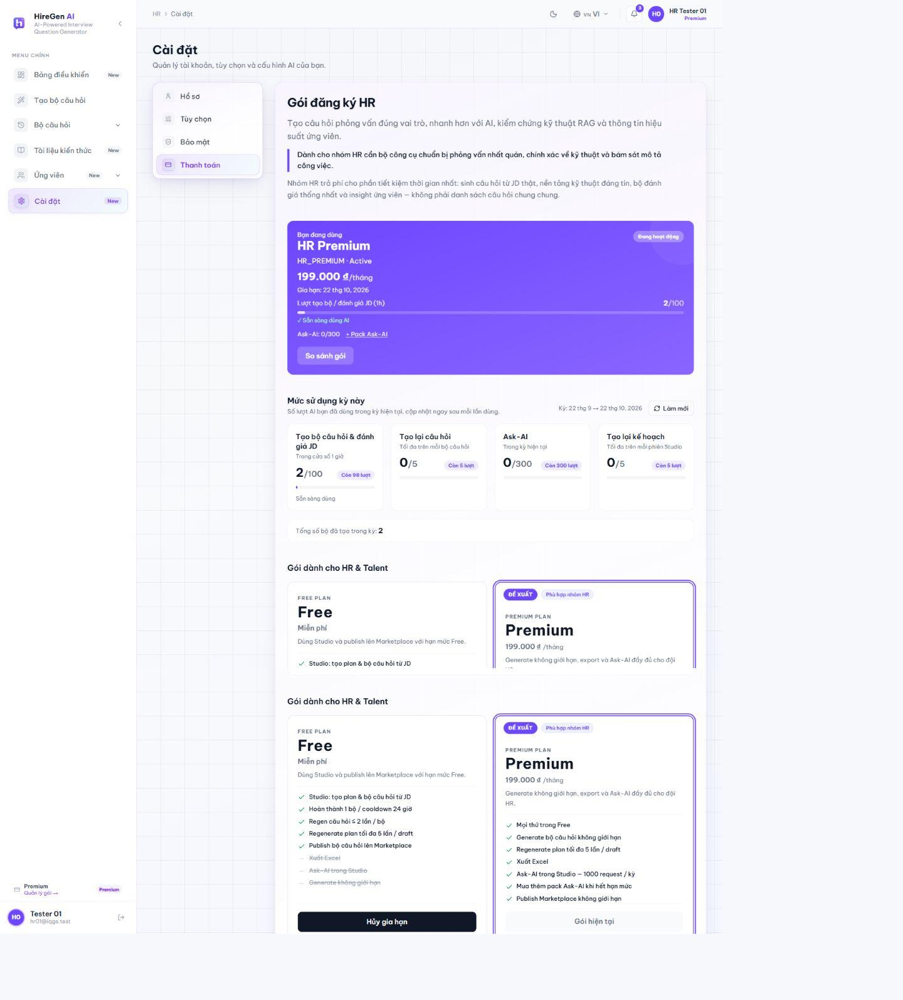 HireGen AI
AI-Powered Interview
Question Generator
MENU CHÍNH
Bảng điều khiển New
Tạo bộ câu hỏi
Bộ câu hỏi
Tài liệu kiến thức New
Ứng viên New
Cài đặt New
Premium
Quản lý gói → Premium
H0
Tester 01
hr01@iqgs.test
HR > Cài đặt
VN VI
3
H0
HR Tester 01
Premium
Cài đặt
Quản lý tài khoản, tùy chọn và cấu hình AI của bạn.
Hồ sơ
Tùy chọn
Bảo mật
Thanh toán
Gói đăng ký HR
Tạo câu hỏi phỏng vấn đúng vai trò, nhanh hơn với AI, kiểm chứng kỹ thuật RAG và thông tin hiệu
suất ứng viên.
Dành cho nhóm HR cần bộ công cụ chuẩn bị phỏng vấn nhất quán, chính xác về kỹ thuật và bám sát mô tả
công việc.
Nhóm HR trả phí cho phần tiết kiệm thời gian nhất: sinh câu hỏi từ JD thật, nền tảng kỹ thuật đáng tin, bộ đánh
giá thống nhất và insight ứng viên — không phải danh sách câu hỏi chung chung.
Bạn đang dùng
Đang hoạt động
HR Premium
HR_PREMIUM · Active
199.000 ₫/tháng
Gia hạn: 22 thg 10, 2026
Lượt tạo bộ / đánh giá JD (1h) 2/100
✓ Sẵn sàng dùng AI
Ask-AI: 0/300 + Pack Ask-AI
So sánh gói
Mức sử dụng kỳ này
Số lượt AI bạn đã dùng trong kỳ hiện tại, cập nhật ngay sau mỗi lần dùng.
Kỳ: 22 thg 9 → 22 thg 10, 2026 Làm mới
Tạo bộ câu hỏi & đánh
giá JD
Trong cửa sổ 1 giờ
2/100 Còn 98 lượt
Sẵn sàng dùng
Tạo lại câu hỏi
Tối đa trên mỗi bộ câu hỏi
0/5 Còn 5 lượt
Ask-AI
Trong kỳ hiện tại
0/300 Còn 300 lượt
Tạo lại kế hoạch
Tối đa trên mỗi phiên Studio
0/5 Còn 5 lượt
Tổng số bộ đã tạo trong kỳ: 2
Gói dành cho HR & Talent
FREE PLAN
Free
Miễn phí
Dùng Studio và publish lên Marketplace với hạn mức Free.
Studio: tạo plan & bộ câu hỏi từ JD
ĐỀ XUẤT Phù hợp nhóm HR
PREMIUM PLAN
Premium
199.000 ₫ /tháng
Generate không giới hạn, export và Ask-AI đầy đủ cho đội
Gói dành cho HR & Talent
FREE PLAN
Free
Miễn phí
Dùng Studio và publish lên Marketplace với hạn mức Free.
Studio: tạo plan & bộ câu hỏi từ JD
Hoàn thành 1 bộ / cooldown 24 giờ
Regen câu hỏi ≤ 2 lần / bộ
Regenerate plan tối đa 5 lần / draft
Publish bộ câu hỏi lên Marketplace
— Xuất Excel
— Ask-AI trong Studio
— Generate không giới hạn
Hủy gia hạn
ĐỀ XUẤT Phù hợp nhóm HR
PREMIUM PLAN
Premium
199.000 ₫ /tháng
Generate không giới hạn, export và Ask-AI đầy đủ cho đội
HR.
Mọi thứ trong Free
Generate bộ câu hỏi không giới hạn
Regenerate plan tối đa 5 lần / draft
Xuất Excel
Ask-AI trong Studio — 1000 request / kỳ
Mua thêm pack Ask-AI khi hết hạn mức
Publish Marketplace không giới hạn
Gói hiện tại